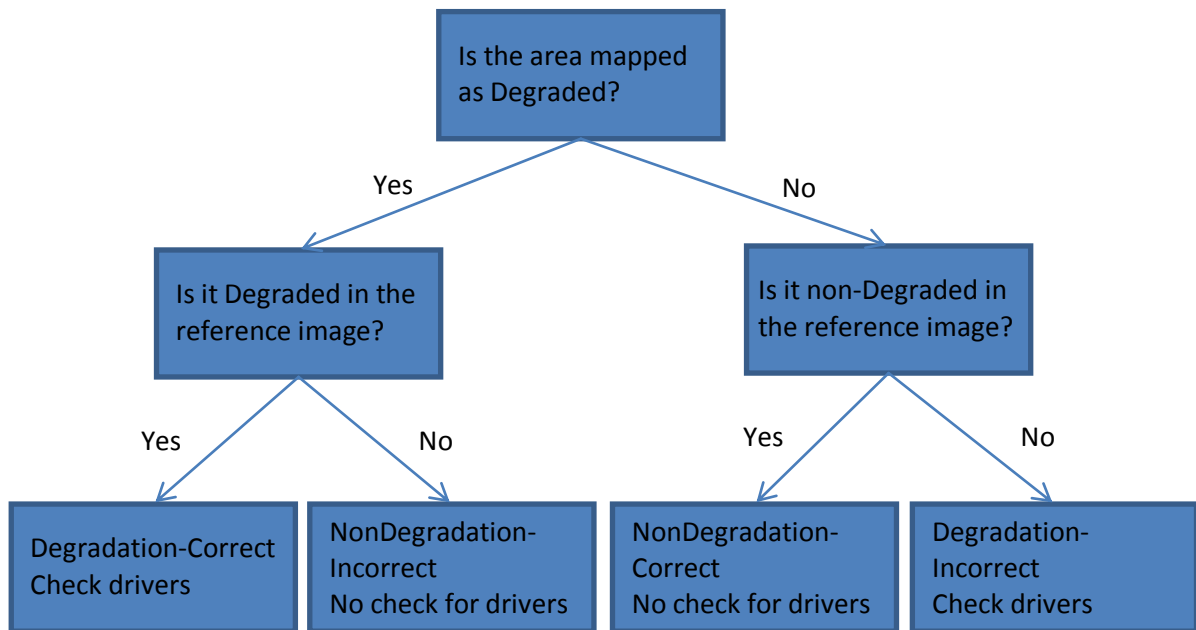 Is the area mapped
as Degraded?
Yes
No
Is it Degraded in the
reference image?
Is it non-Degraded in
the reference image?
Yes
No
Yes
No
Degradation-Correct
Check drivers
NonDegradation-
Incorrect
No check for drivers
NonDegradation-
Correct
No check for drivers
Degradation-
Incorrect
Check drivers